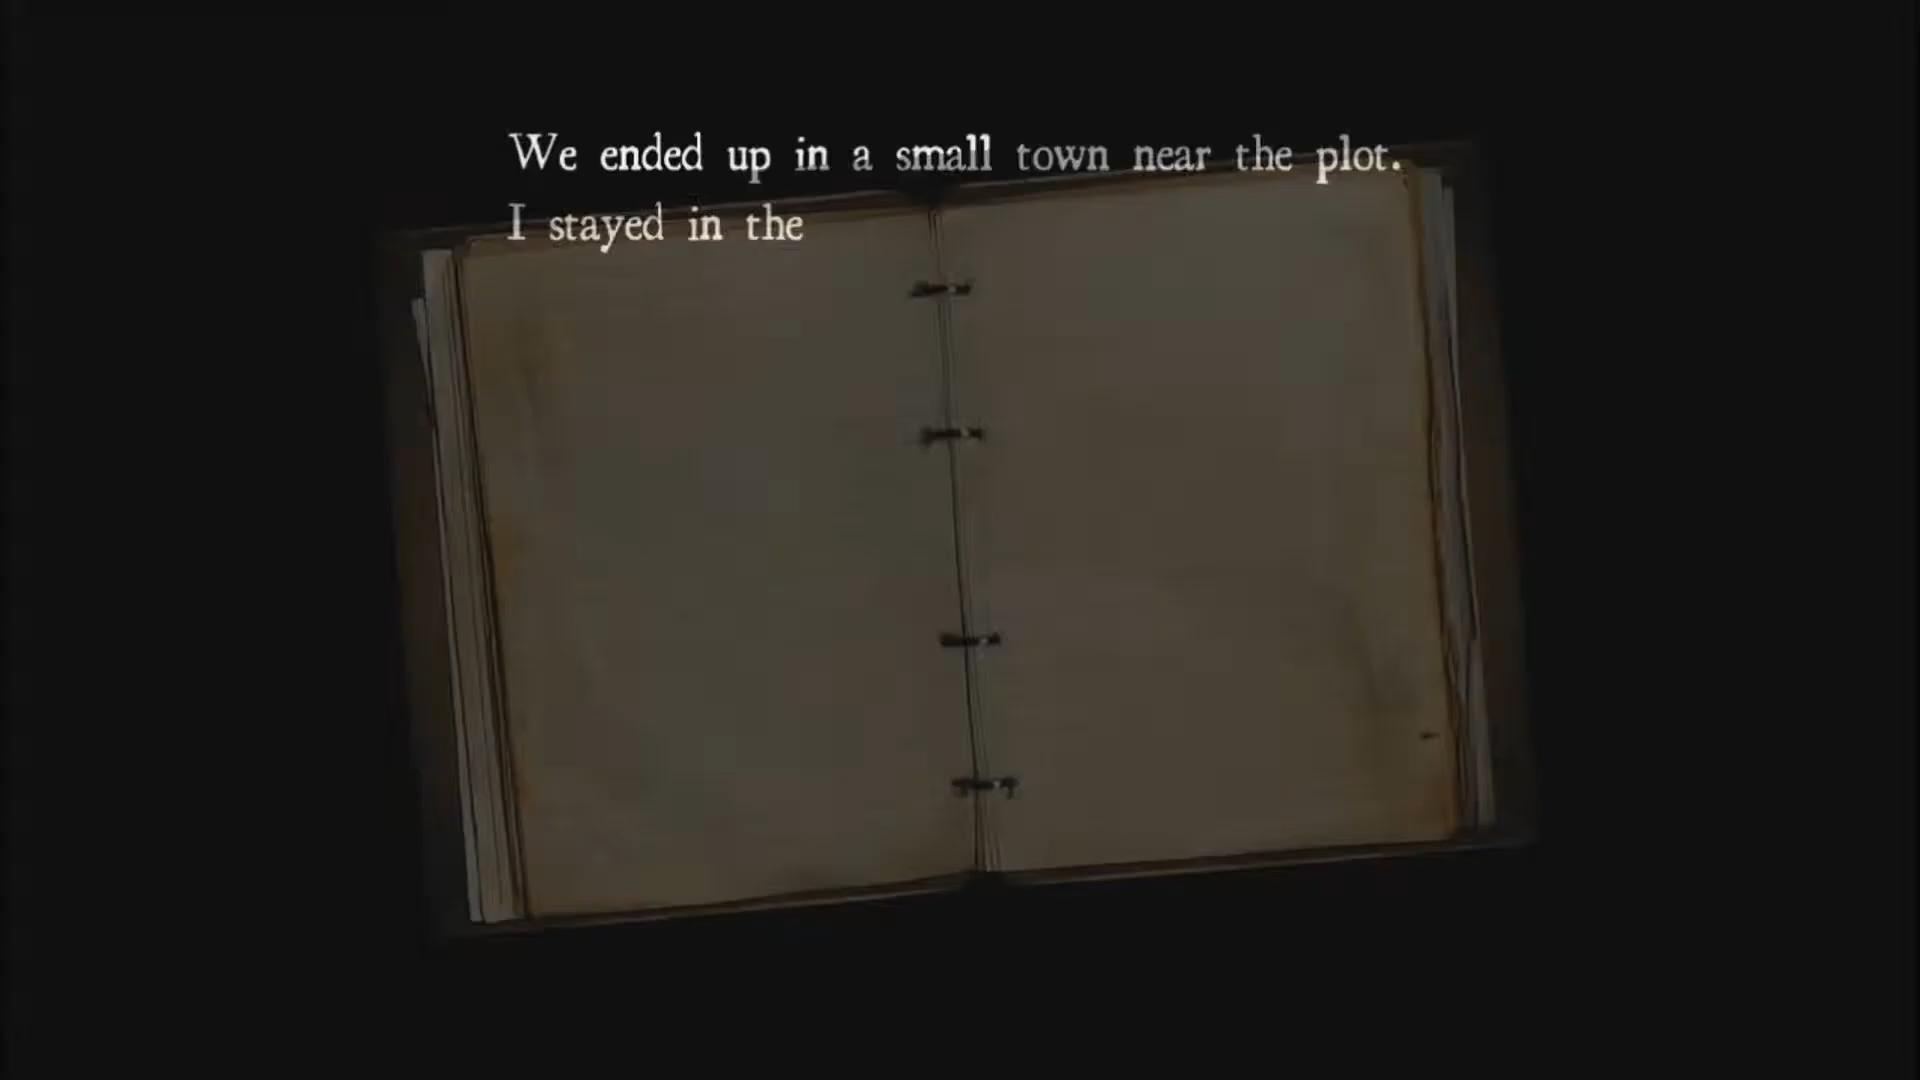 We ended up in a small town near the plot.
I stayed in the